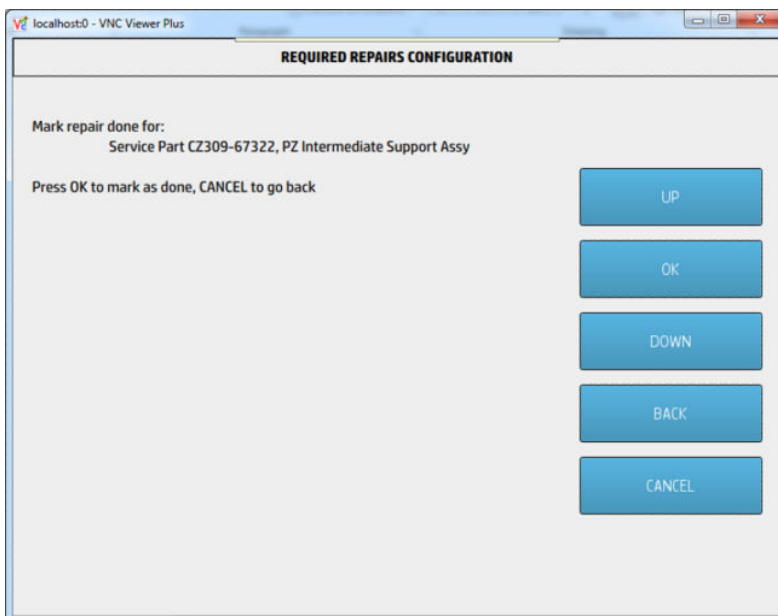 localhost:0 - VNC Viewer Plus
REQUIRED REPAIRS CONFIGURATION
Mark repair done for:
Service Part CZ309-67322, PZ Intermediate Support Assy
Press OK to mark as done, CANCEL to go back
UP
OK
DOWN
BACK
CANCEL